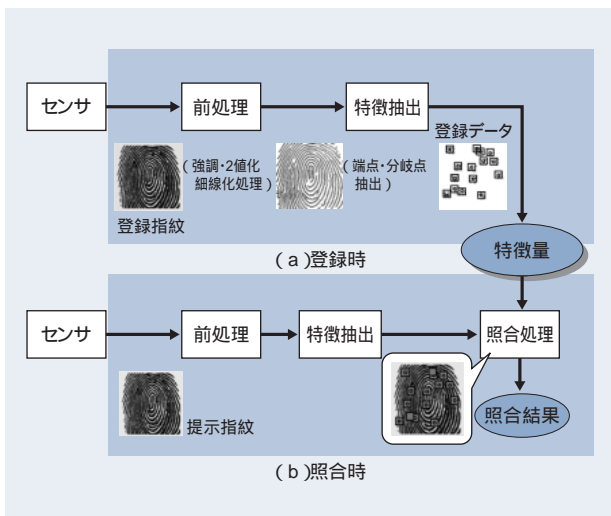 センサ
前処理
特徴抽出
登録データ
(強調・2値化
細線化処理)
(端点・分岐点
抽出)
登録指紋
特徴量
(a)登録時
センサ
前処理
特徴抽出
照合処理
提示指紋
照合結果
(b)照合時